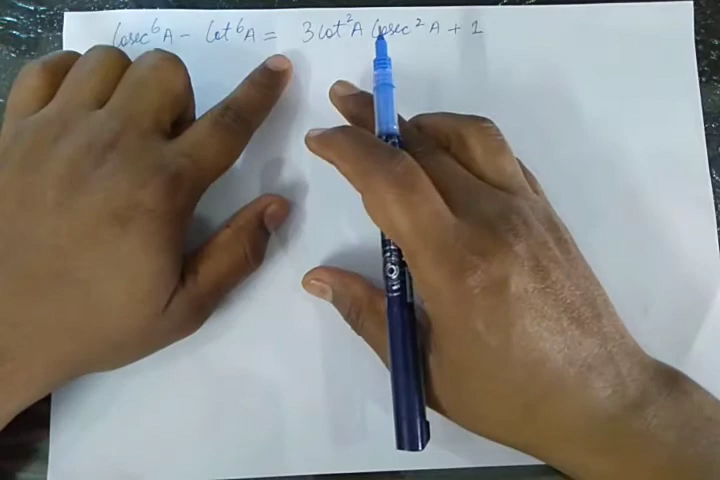 Cosec⁶A - Cot⁶A = 3Cot²A Cosec²A + 1